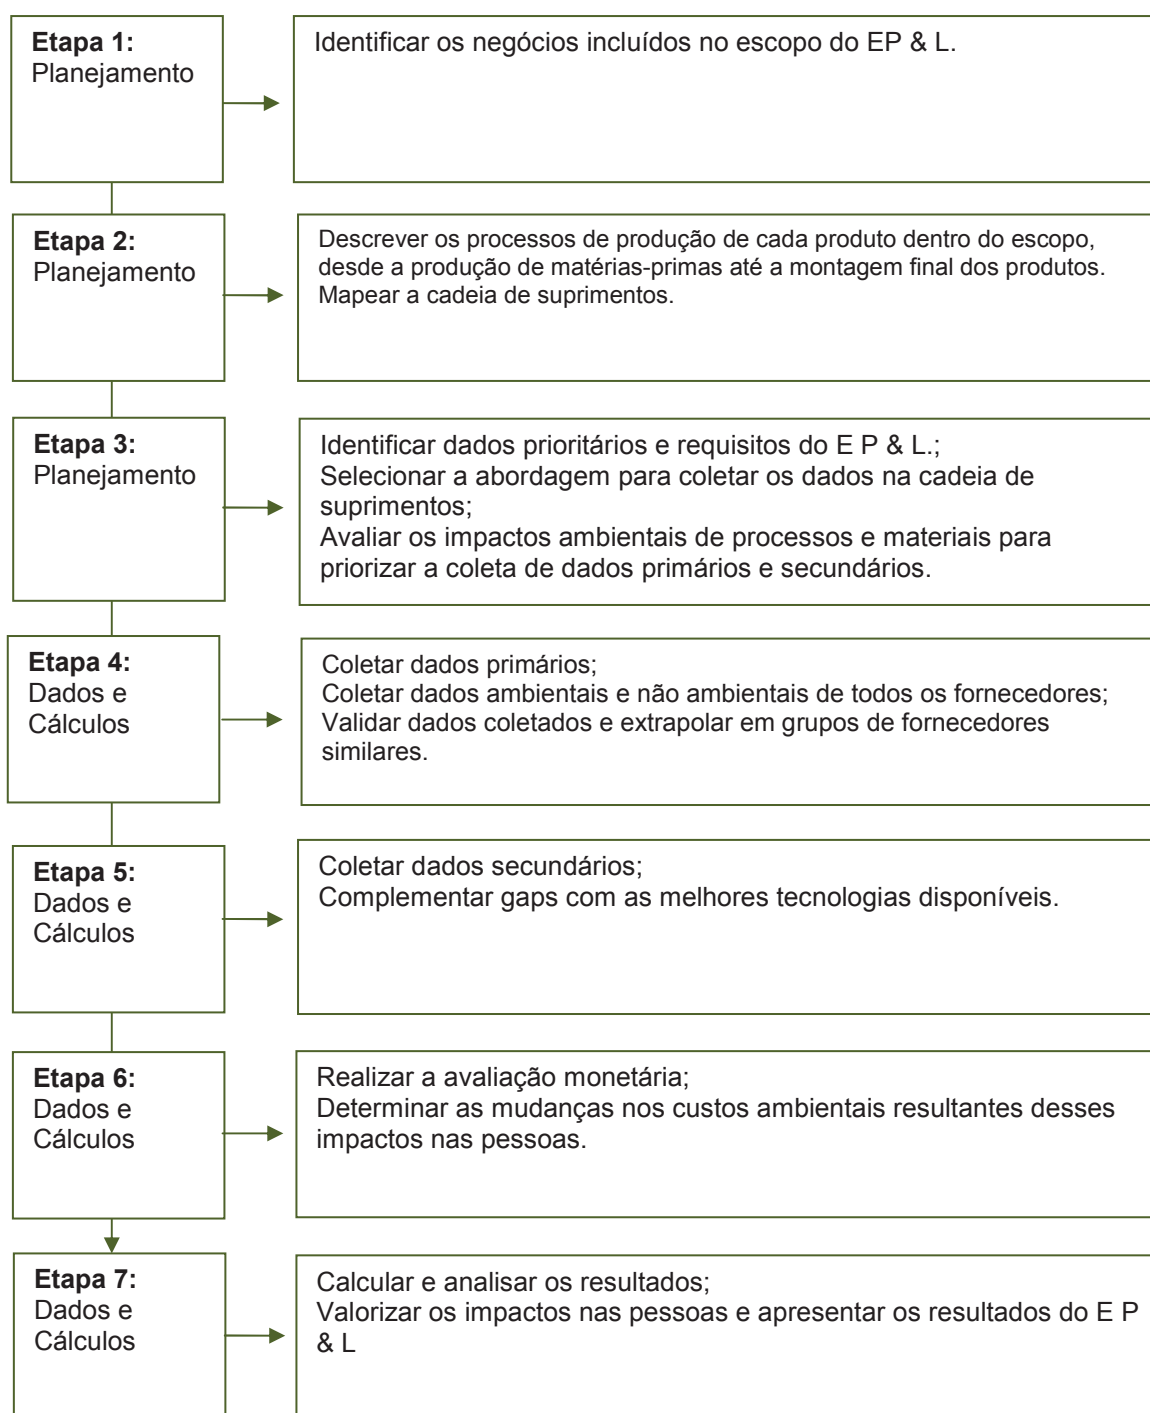 Etapa 1:
Planejamento
Identificar os negócios incluídos no escopo do EP & L.
Etapa 2:
Planejamento
Descrever os processos de produção de cada produto dentro do escopo,
desde a produção de matérias-primas até a montagem final dos produtos.
Mapear a cadeia de suprimentos.
Etapa 3:
Planejamento
Identificar dados prioritários e requisitos do E P & L.;
Selecionar a abordagem para coletar os dados na cadeia de
suprimentos;
Avaliar os impactos ambientais de processos e materiais para
priorizar a coleta de dados primários e secundários.
Etapa 4:
Dados e
Cálculos
Coletar dados primários;
Coletar dados ambientais e não ambientais de todos os fornecedores;
Validar dados coletados e extrapolar em grupos de fornecedores
similares.
Etapa 5:
Dados e
Cálculos
Coletar dados secundários;
Complementar gaps com as melhores tecnologias disponíveis.
Etapa 6:
Dados e
Cálculos
Realizar a avaliação monetária;
Determinar as mudanças nos custos ambientais resultantes desses
impactos nas pessoas.
Etapa 7:
Dados e
Cálculos
Calcular e analisar os resultados;
Valorizar os impactos nas pessoas e apresentar os resultados do E P
& L